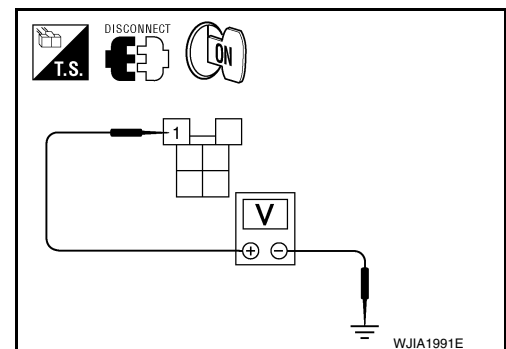 DISCONNECT
T.S.
ON
1
V
+ −
WJIA1991E